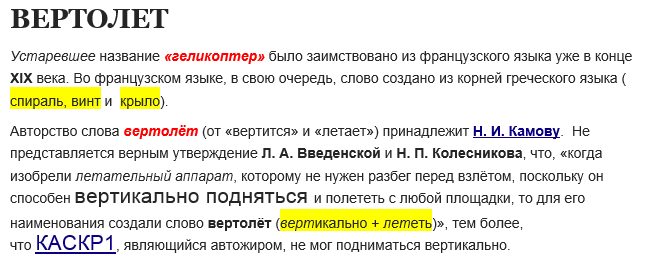 ВЕРТОЛЕТ
Устаревшее название «геликоптер» было заимствовано из французского языка уже в конце
XIX века. Во французском языке, в свою очередь, слово создано из корней греческого языка (
спираль, винт и крыло).
Авторство слова вертолёт (от «вертится» и «летает») принадлежит Н. И. Камову. Не
представляется верным утверждение Л. А. Введенской и Н. П. Колесникова, что, «когда
изобрели летательный аппарат, которому не нужен разбег перед взлётом, поскольку он
способен вертикально подняться и полететь с любой площадки, то для его
наименования создали слово вертолёт (вертикально + лететь)», тем более,
что КАСКР1, являющийся автожиром, не мог подниматься вертикально.